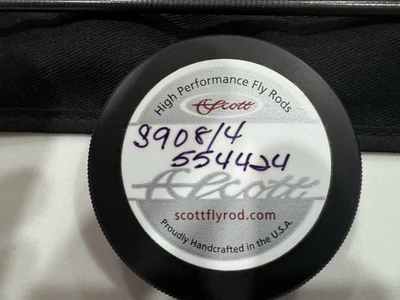 High Performance Fly Rods
Scott
S908/4
554424
Scott
scottflyrod.com
Proudly Handcrafted in the U.S.A.